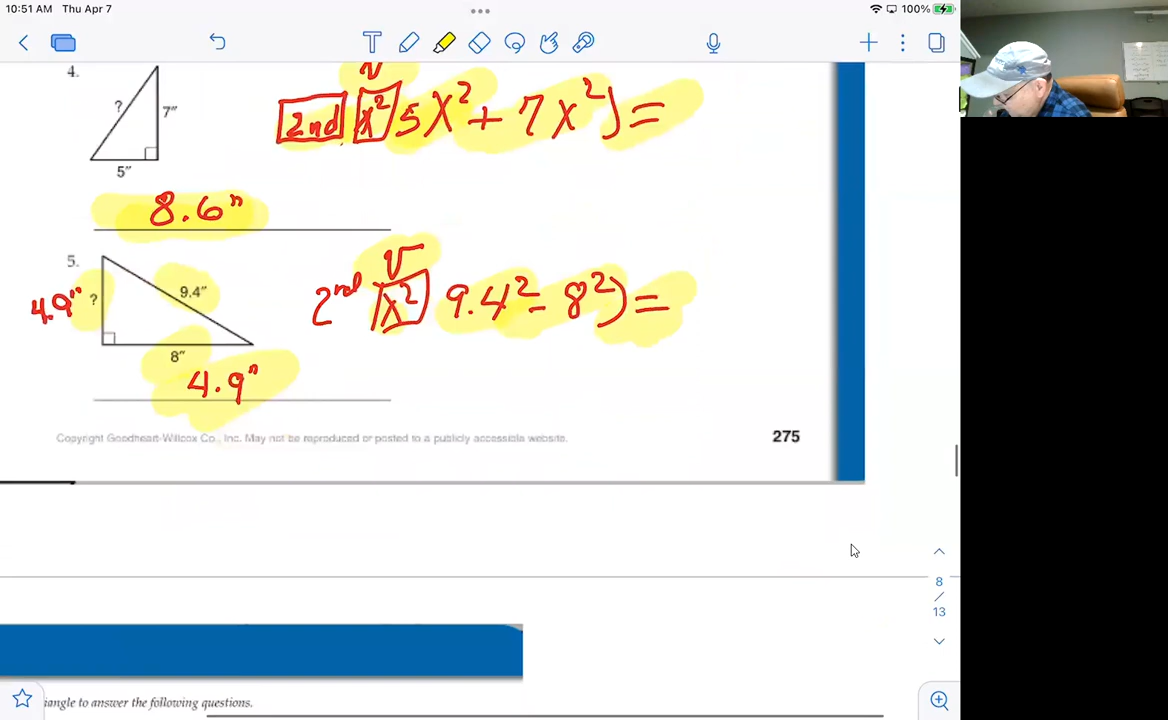 10:51 AM Thu Apr 7
100%
T
4.
?
7"
5"
√
2nd x² 5x² + 7x²) =
8.6"
5.
4.9"
?
9.4"
8"
2nd √ x² 9.4² - 8²) =
4.9"
Copyright Goodheart-Willcox Co., Inc. May not be reproduced or posted to a publicly accessible website.
275
8
/
13
iangle to answer the following questions.